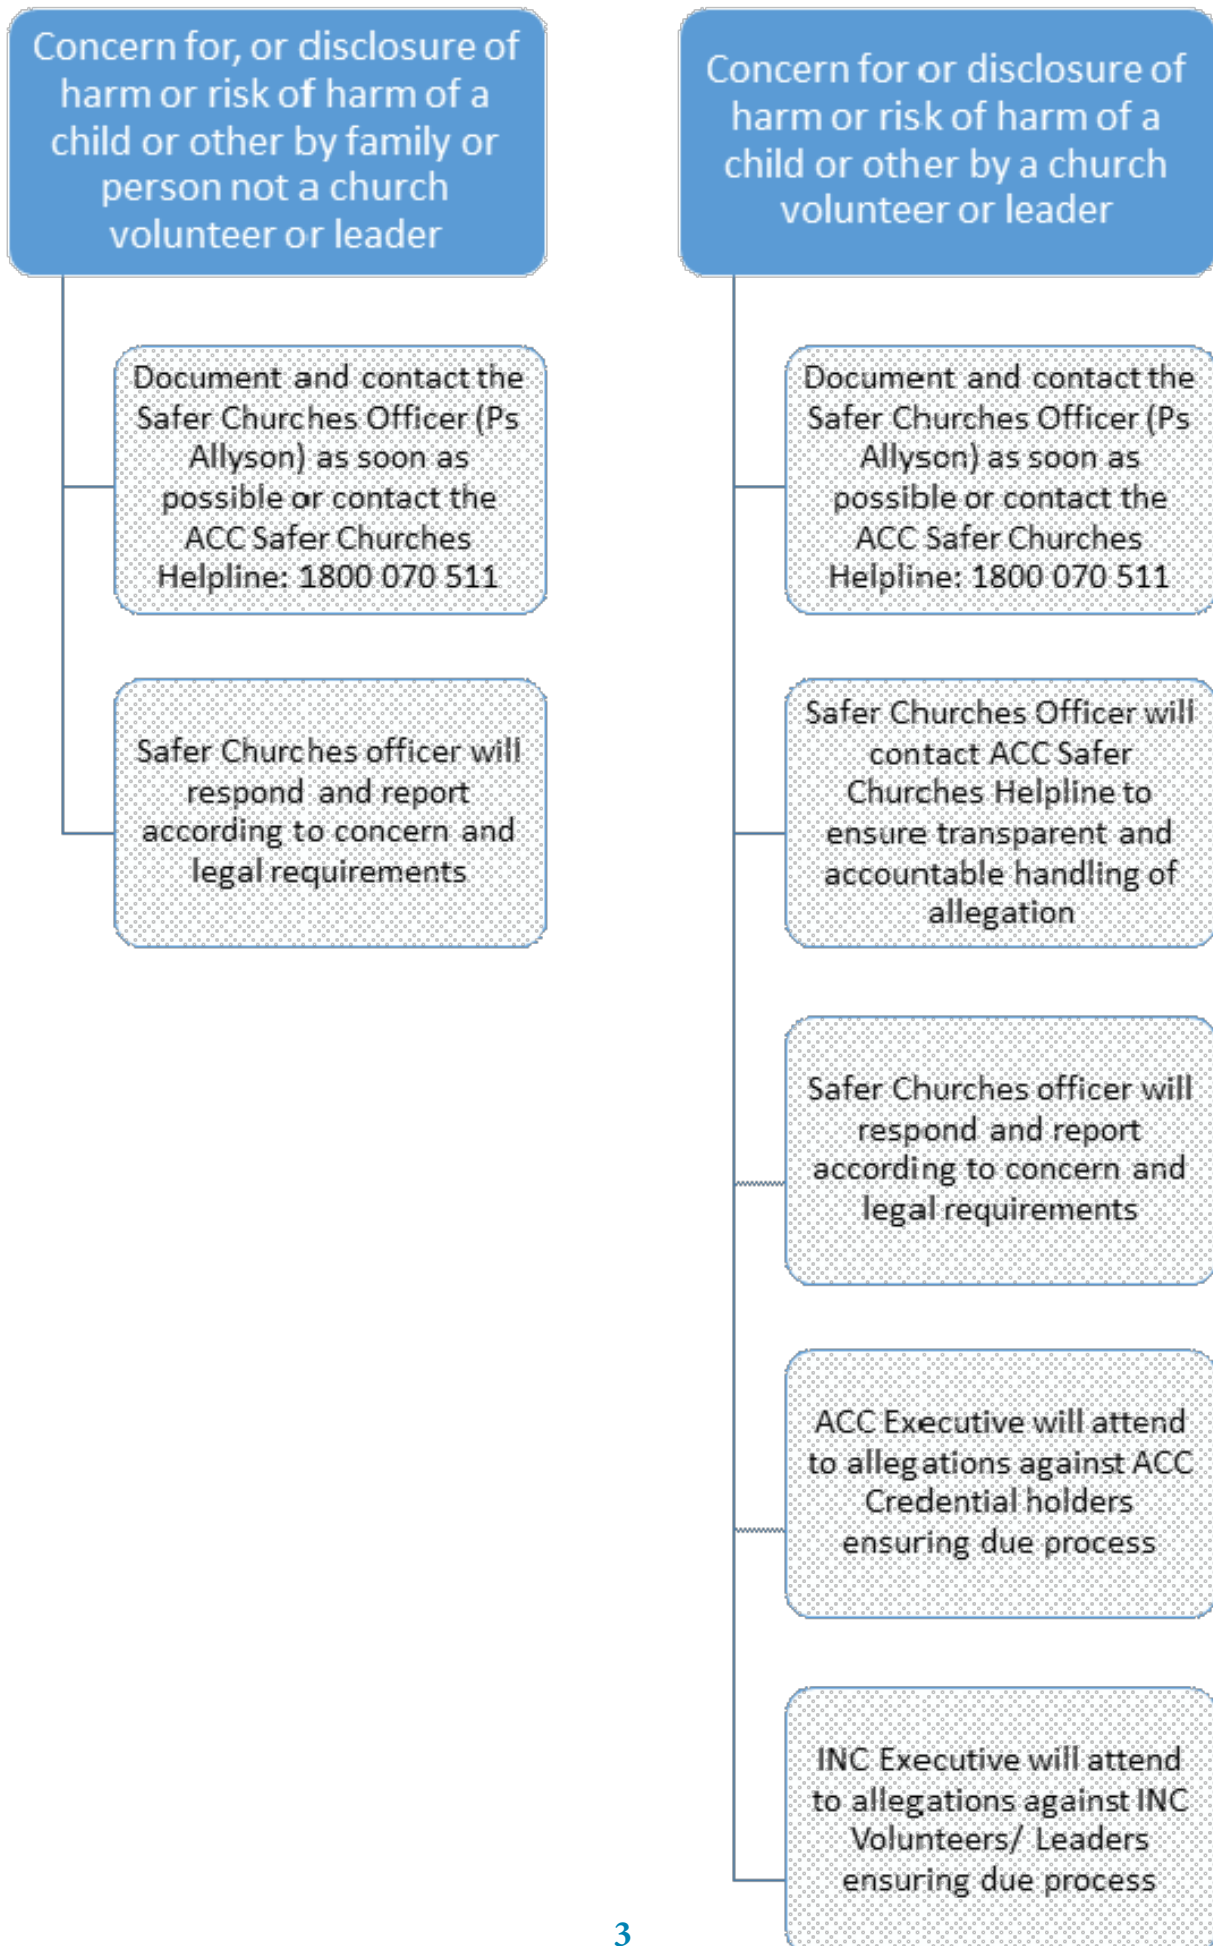 Concern for, or disclosure of
harm or risk of harm of a
child or other by family or
person not a church
volunteer or leader
Document and contact the
Safer Churches Officer (Ps
Allyson) as soon as
possible or contact the
ACC Safer Churches
Helpline: 1800 070 511
Safer Churches officer will
respond and report
according to concern and
legal requirements
Concern for or disclosure of
harm or risk of harm of a
child or other by a church
volunteer or leader
Document and contact the
Safer Churches Officer (Ps
Allyson) as soon as
possible or contact the
ACC Safer Churches
Helpline: 1800 070 511
Safer Churches Officer will
contact ACC Safer
Churches Helpline to
ensure transparent and
accountable handling of
allegation
Safer Churches officer will
respond and report
according to concern and
legal requirements
ACC Executive will attend
to allegations against ACC
Credential holders
ensuring due process
INC Executive will attend
to allegations against INC
Volunteers/ Leaders
ensuring due process
3